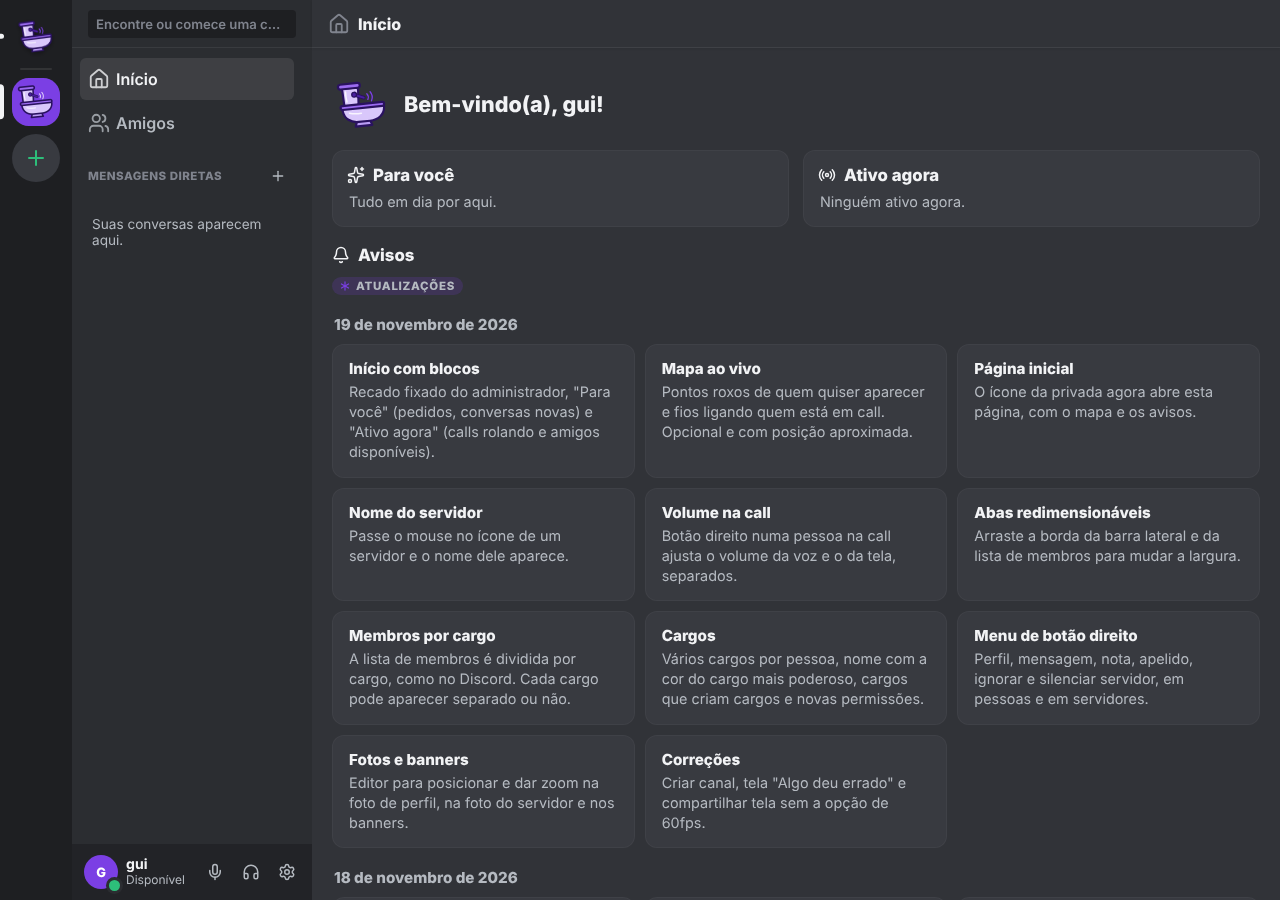 Encontre ou comece uma c...
Início
Amigos
MENSAGENS DIRETAS
Suas conversas aparecem
aqui.
G
gui
Disponível
Início
Bem-vindo(a), gui!
Para você
Tudo em dia por aqui.
Ativo agora
Ninguém ativo agora.
Avisos
ATUALIZAÇÕES
19 de novembro de 2026
Início com blocos
Recado fixado do administrador, "Para
você" (pedidos, conversas novas) e
"Ativo agora" (calls rolando e amigos
disponíveis).
Mapa ao vivo
Pontos roxos de quem quiser aparecer
e fios ligando quem está em call.
Opcional e com posição aproximada.
Página inicial
O ícone da privada agora abre esta
página, com o mapa e os avisos.
Nome do servidor
Passe o mouse no ícone de um
servidor e o nome dele aparece.
Volume na call
Botão direito numa pessoa na call
ajusta o volume da voz e o da tela,
separados.
Abas redimensionáveis
Arraste a borda da barra lateral e da
lista de membros para mudar a largura.
Membros por cargo
A lista de membros é dividida por
cargo, como no Discord. Cada cargo
pode aparecer separado ou não.
Cargos
Vários cargos por pessoa, nome com a
cor do cargo mais poderoso, cargos
que criam cargos e novas permissões.
Menu de botão direito
Perfil, mensagem, nota, apelido,
ignorar e silenciar servidor, em
pessoas e em servidores.
Fotos e banners
Editor para posicionar e dar zoom na
foto de perfil, na foto do servidor e nos
banners.
Correções
Criar canal, tela "Algo deu errado" e
compartilhar tela sem a opção de
60fps.
18 de novembro de 2026